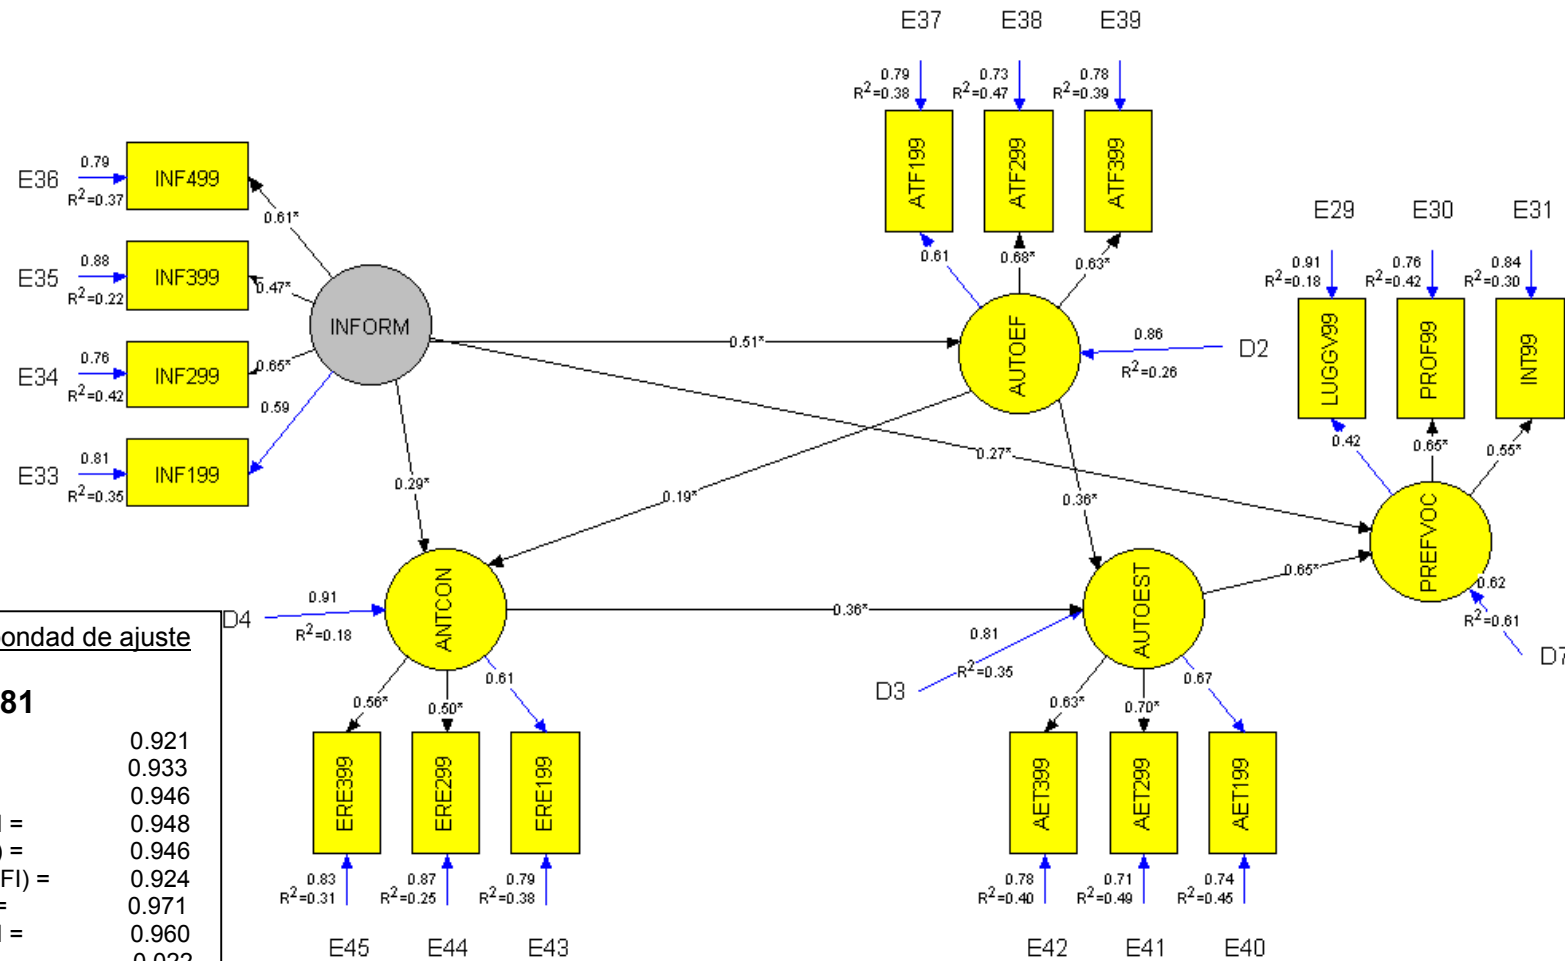 E37 E38 E39
0.79 0.73 0.78
R²=0.38 R²=0.47 R²=0.39
ATF199 ATF299 ATF399
0.61 0.68* 0.63*
E36 0.79 R²=0.37 INF499 0.61*
E35 0.88 R²=0.22 INF399 0.47*
E34 0.76 R²=0.42 INF299 0.65*
E33 0.81 R²=0.35 INF199 0.59
INFORM
0.51*
AUTOEF
0.86
R²=0.26
D2
E29 E30 E31
0.91 0.76 0.84
R²=0.18 R²=0.42 R²=0.30
LUGGV99 PROF99 INT99
0.42 0.65* 0.55*
0.27*
0.29*
0.19*
0.36*
PREFVOC
0.62
R²=0.61
D7
0.65*
D4
0.91
R²=0.18
ANTCON
0.36*
AUTOEST
0.81
R²=0.35
D3
0.56* 0.50* 0.61
ERE399 ERE299 ERE199
0.83 0.87 0.79
R²=0.31 R²=0.25 R²=0.38
E45 E44 E43
0.63* 0.70* 0.67
AET399 AET299 AET199
0.78 0.71 0.74
R²=0.40 R²=0.49 R²=0.45
E42 E41 E40
ondad de ajuste
81
0.921
0.933
0.946
= 0.948
) = 0.946
FI) = 0.924
= 0.971
= 0.960
0.022